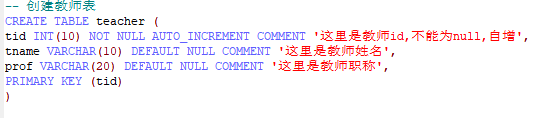 -- 创建教师表
CREATE TABLE teacher (
tid INT(10) NOT NULL AUTO_INCREMENT COMMENT '这里是教师id,不能为null,自增',
tname VARCHAR(10) DEFAULT NULL COMMENT '这里是教师姓名',
prof VARCHAR(20) DEFAULT NULL COMMENT '这里是教师职称',
PRIMARY KEY (tid)
)